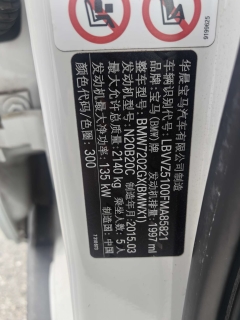 华晨宝马汽车有限公司制造
车辆识别代号：LBVVZ5100FMA85821
品牌：宝马(BMW)牌 发动机排量：1997 ml
整车型号：BMW7202GX(BMWX1)
发动机型号：N20B20C 制造年月：2015.03
最大允许总质量：2140 kg 乘坐人数：5 人
发动机最大净功率：135 kW 制造国：中国
颜色代码/色卷：300